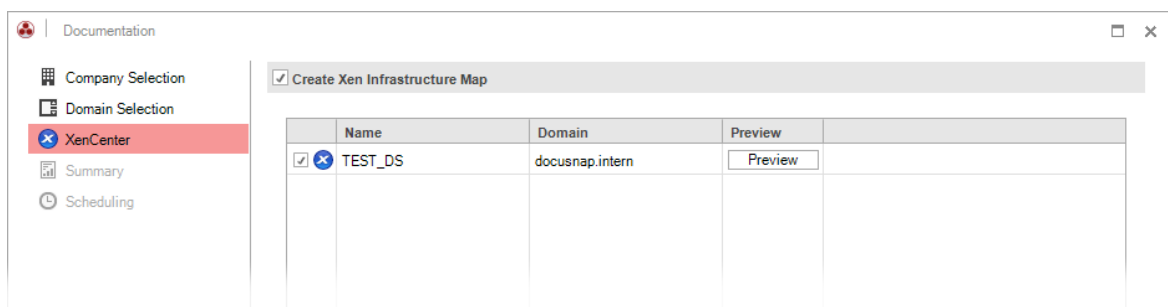 Documentation
Company Selection
Domain Selection
XenCenter
Summary
Scheduling
Create Xen Infrastructure Map
Name Domain Preview
TEST_DS docusnap.intern Preview